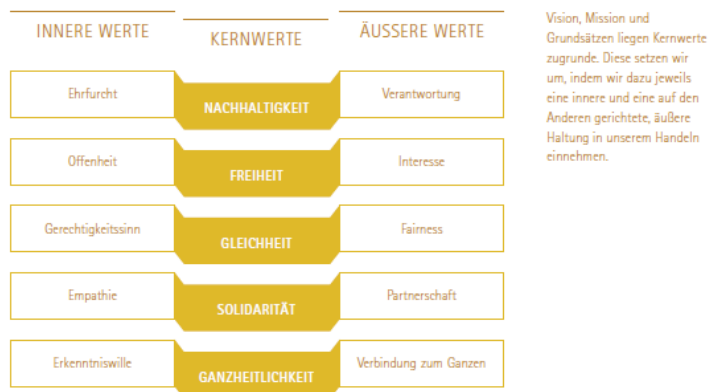 INNERE WERTE
KERNWERTE
ÄUSSERE WERTE
Ehrfurcht
NACHHALTIGKEIT
Verantwortung
Offenheit
FREIHEIT
Interesse
Gerechtigkeitssinn
GLEICHHEIT
Fairness
Empathie
SOLIDARITÄT
Partnerschaft
Erkenntniswille
GANZHEITLICHKEIT
Verbindung zum Ganzen
Vision, Mission und
Grundsätzen liegen Kernwerte
zugrunde. Diese setzen wir
um, indem wir dazu jeweils
eine innere und eine auf den
Anderen gerichtete, äußere
Haltung in unserem Handeln
einnehmen.